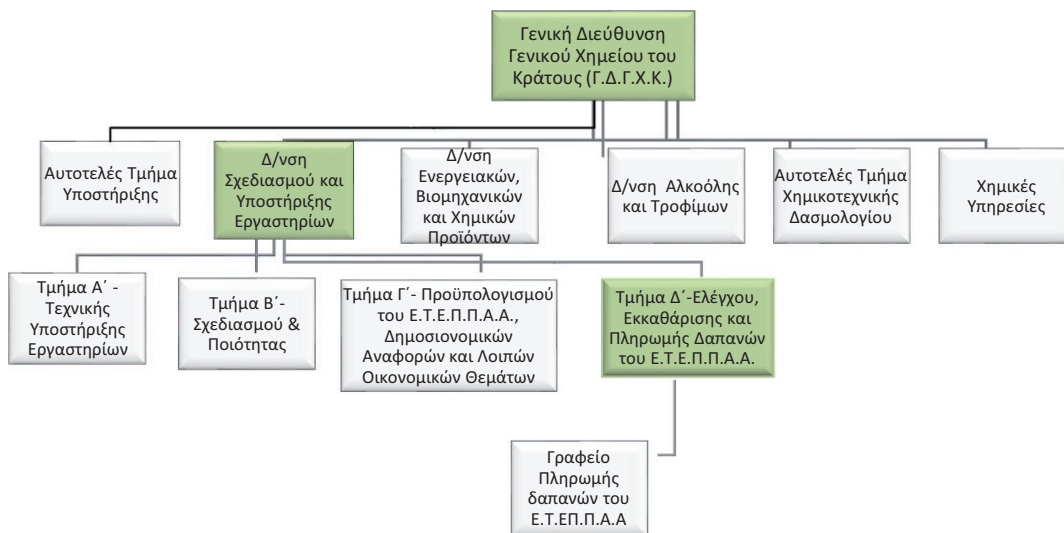 Γενική Διεύθυνση
Γενικού Χημείου του
Κράτους (Γ.Δ.Γ.Χ.Κ.)
Αυτοτελές Τμήμα
Υποστήριξης
Δ/νση
Σχεδιασμού και
Υποστήριξης
Εργαστηρίων
Δ/νση
Ενεργειακών,
Βιομηχανικών
και Χημικών
Προϊόντων
Δ/νση Αλκοόλης
και Τροφίμων
Αυτοτελές Τμήμα
Χημικοτεχνικής
Δασμολογίου
Χημικές
Υπηρεσίες
Τμήμα Α΄ -
Τεχνικής
Υποστήριξης
Εργαστηρίων
Τμήμα Β΄-
Σχεδιασμού &
Ποιότητας
Τμήμα Γ΄- Προϋπολογισμού
του Ε.Τ.Ε.Π.Π.Α.Α.,
Δημοσιονομικών
Αναφορών και Λοιπών
Οικονομικών Θεμάτων
Τμήμα Δ΄-Ελέγχου,
Εκκαθάρισης και
Πληρωμής Δαπανών
του Ε.Τ.Ε.Π.Π.Α.Α.
Γραφείο
Πληρωμής
δαπανών του
Ε.Τ.ΕΠ.Π.Α.Α